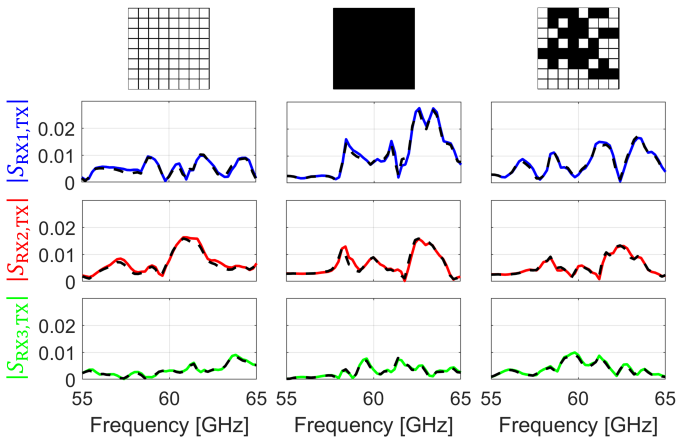 |S_RX1,TX|
0.02
0.01
0
|S_RX2,TX|
0.02
0.01
0
|S_RX3,TX|
0.02
0.01
0
55 60 65 55 60 65 55 60 65
Frequency [GHz] Frequency [GHz] Frequency [GHz]